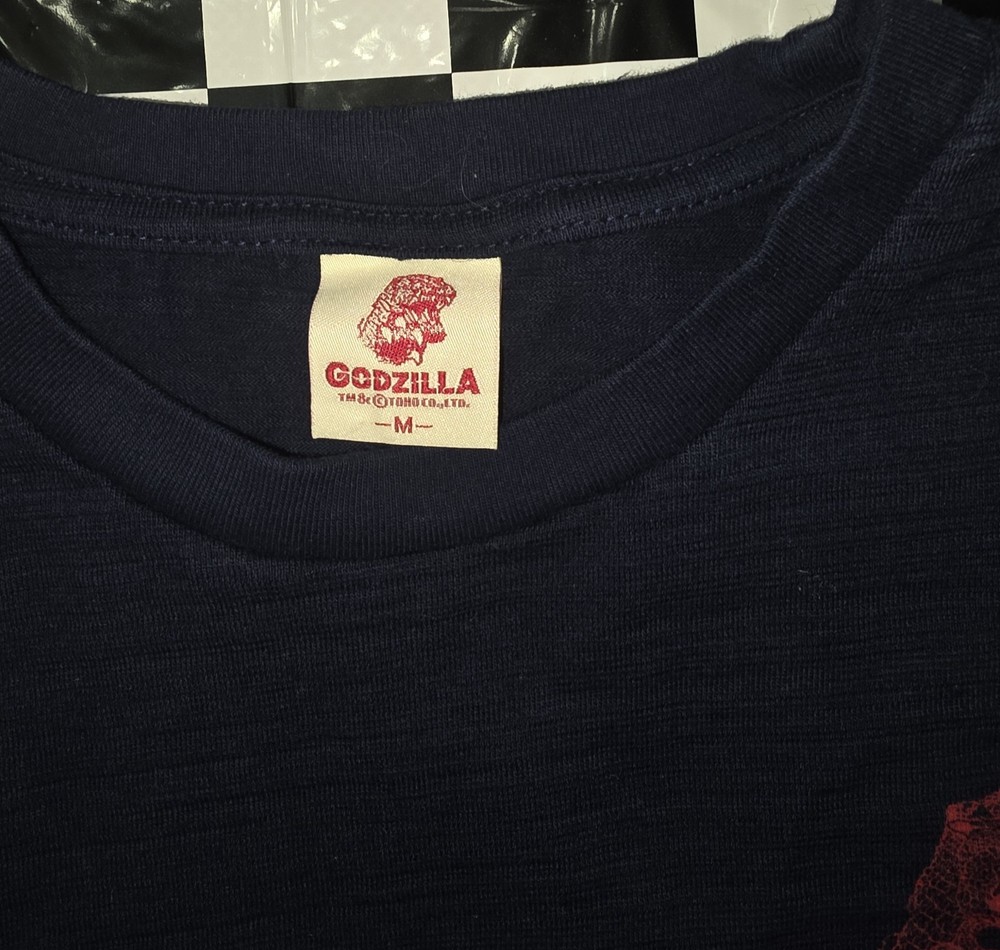 GODZILLA
TM & © TOHO CO., LTD.
— M —